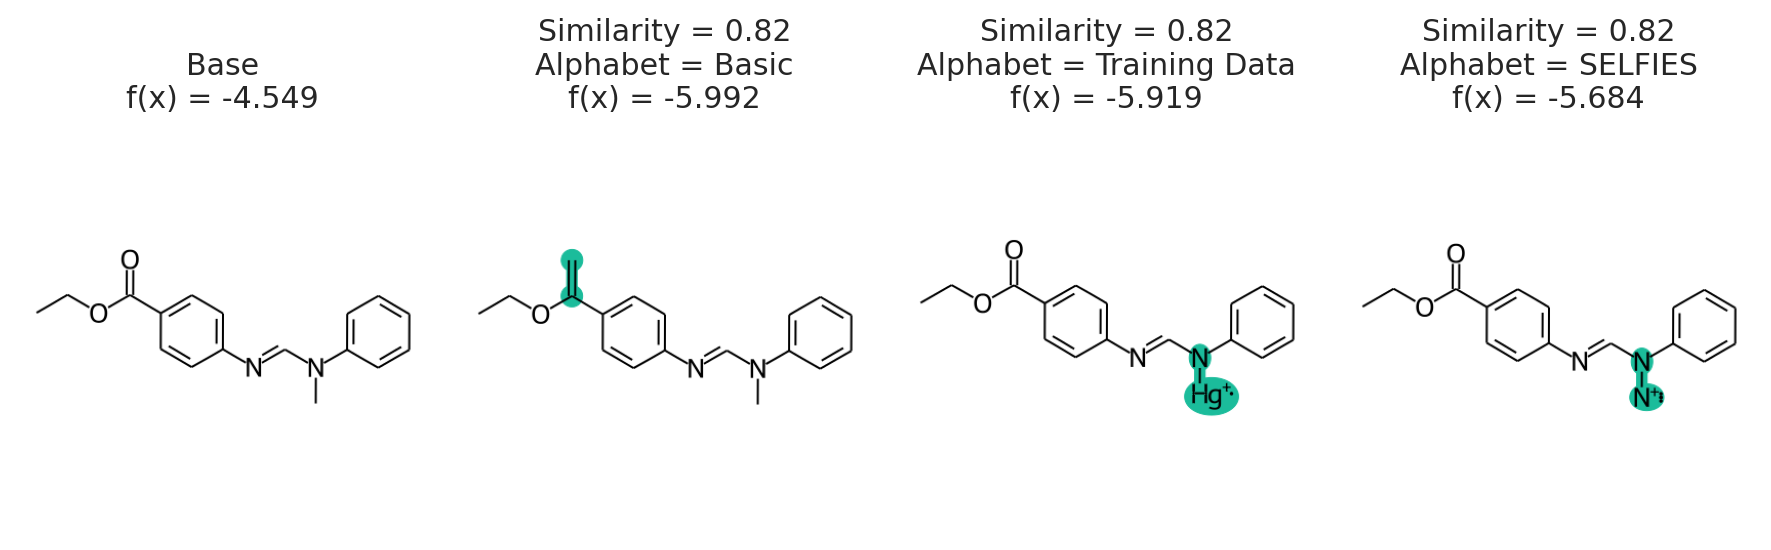 Base
f(x) = -4.549
Similarity = 0.82
Alphabet = Basic
f(x) = -5.992
Similarity = 0.82
Alphabet = Training Data
f(x) = -5.919
Similarity = 0.82
Alphabet = SELFIES
f(x) = -5.684
O
O
N
N
O
N
N
O
O
N
N
Hg+·
O
O
N
N
N+: